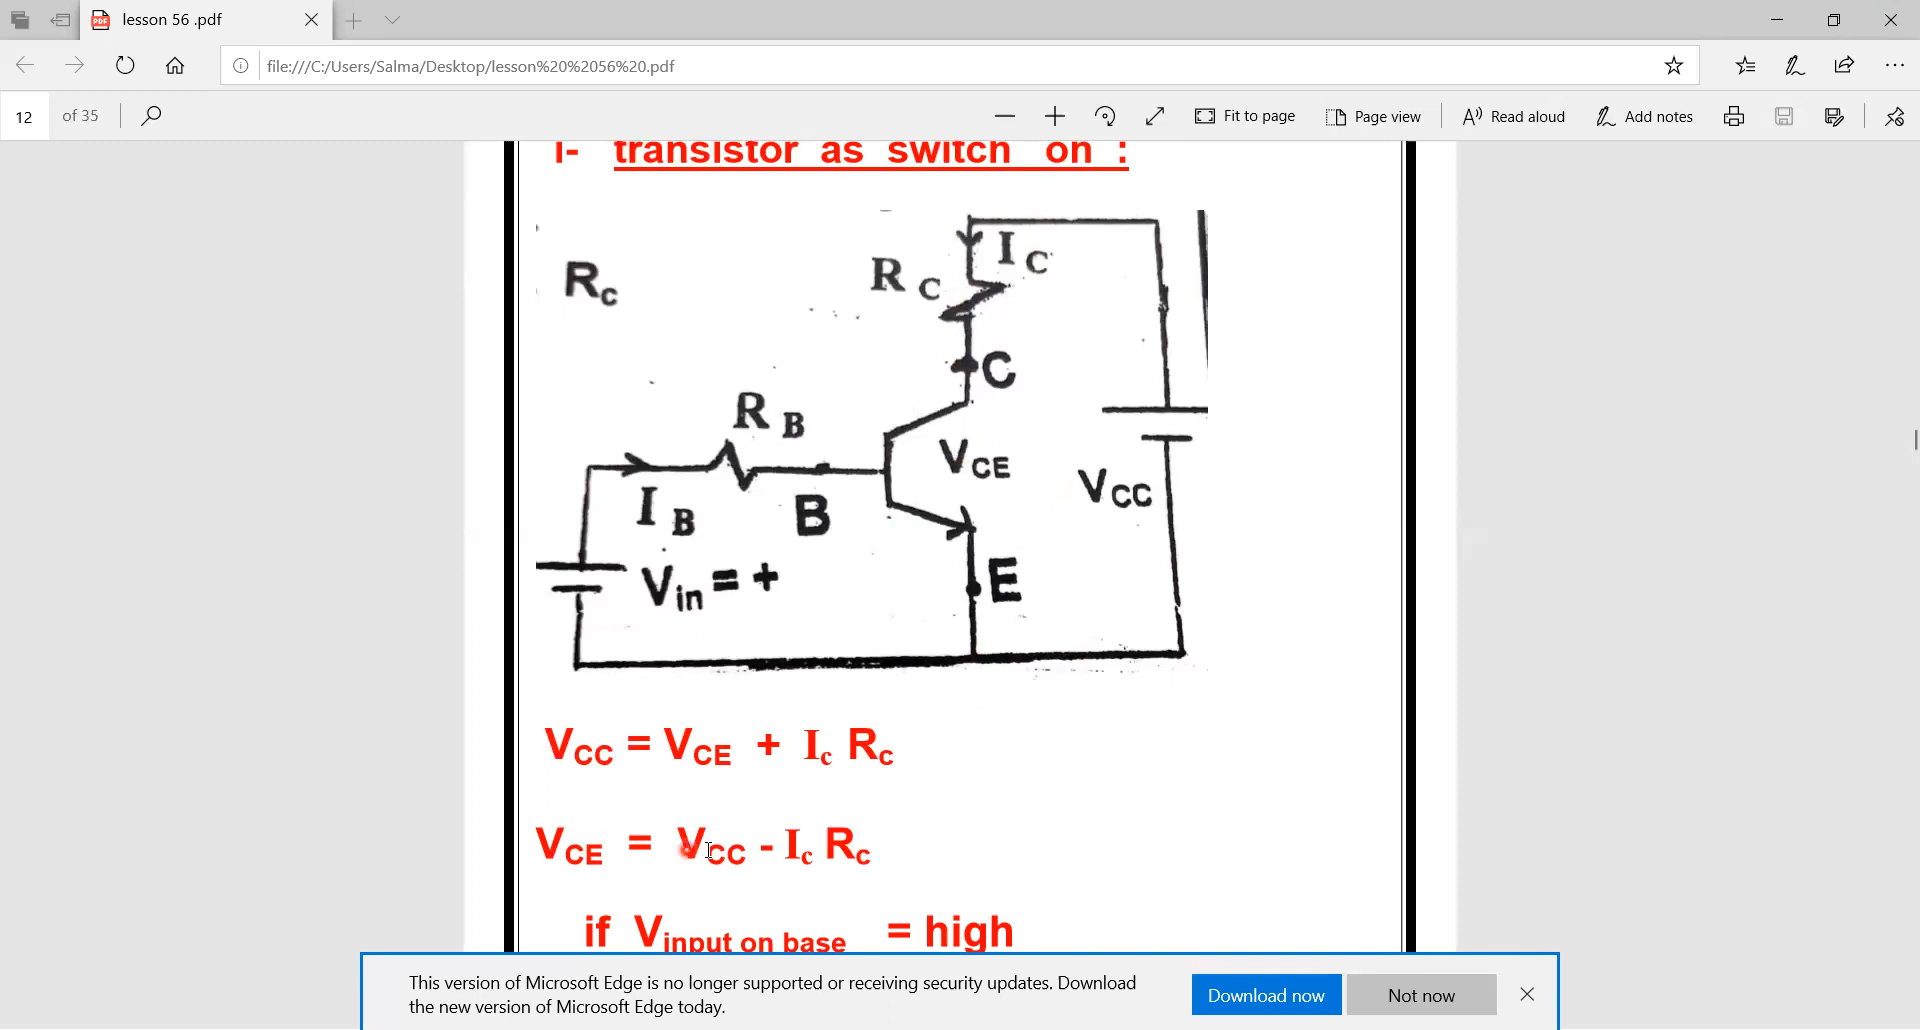 lesson 56 .pdf
file:///C:/Users/Salma/Desktop/lesson%20%2056%20.pdf
12 of 35
Fit to page
Page view
Read aloud
Add notes
i- transistor as switch on :
Rc
R C
I C
C
R B
VCE
VCC
I B
B
Vin = +
E
VCC = VCE + Ic Rc
VCE = VCC - Ic Rc
if Vinput on base = high
This version of Microsoft Edge is no longer supported or receiving security updates. Download
the new version of Microsoft Edge today.
Download now
Not now